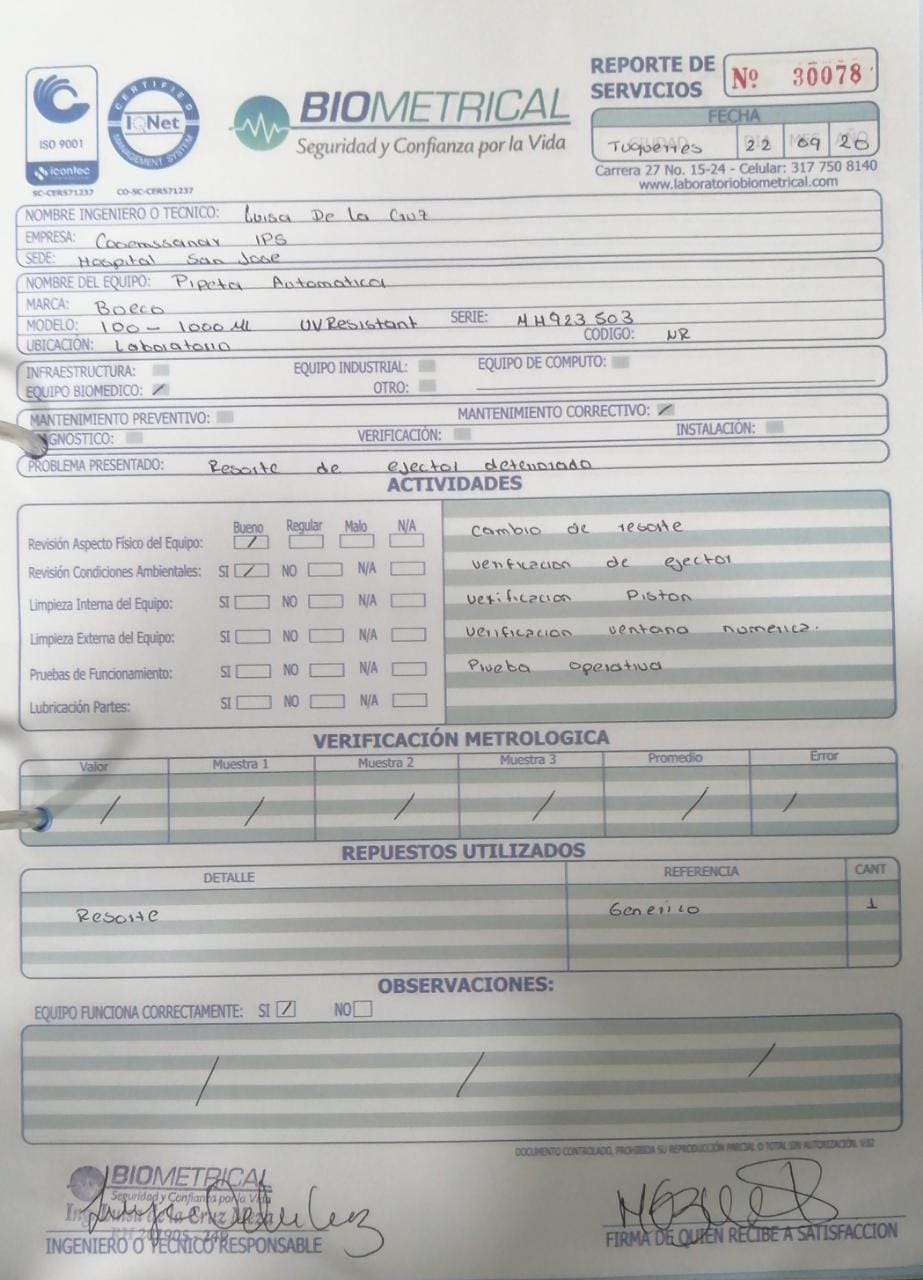 REPORTE DE SERVICIOS
Nº 30078
ISO 9001
icontec
SC-CER571237
CERTIFIED
IQNet
MANAGEMENT SYSTEM
CO-SC-CER571237
BIOMETRICAL
Seguridad y Confianza por la Vida
FECHA
CIUDAD DIA MES AÑO
Tuquerres 22 09 20
Carrera 27 No. 15-24 - Celular: 317 750 8140
www.laboratoriobiometrical.com
NOMBRE INGENIERO O TECNICO: Luisa De la Cruz
EMPRESA: Cooemssanar IPS
SEDE: Hospital San Jose
NOMBRE DEL EQUIPO: Pipeta Automatica
MARCA: Boeco
MODELO: 100 - 1000 Ml UV Resistant SERIE: MH923503
UBICACIÓN: Laboratorio CODIGO: NR
INFRAESTRUCTURA: EQUIPO INDUSTRIAL: EQUIPO DE COMPUTO:
EQUIPO BIOMEDICO: / OTRO:
MANTENIMIENTO PREVENTIVO: MANTENIMIENTO CORRECTIVO: /
GNOSTICO: VERIFICACIÓN: INSTALACIÓN:
PROBLEMA PRESENTADO: Resorte de ejector deteriorado
ACTIVIDADES
Bueno Regular Malo N/A
Revisión Aspecto Físico del Equipo: /
Revisión Condiciones Ambientales: SI / NO N/A
Limpieza Interna del Equipo: SI NO N/A
Limpieza Externa del Equipo: SI NO N/A
Pruebas de Funcionamiento: SI NO N/A
Lubricación Partes: SI NO N/A
Cambio de resorte
Verificacion de ejector
Verificacion Piston
Verificacion ventana numerica.
Prueba operativa
VERIFICACIÓN METROLOGICA
Valor Muestra 1 Muestra 2 Muestra 3 Promedio Error
/ / / / / /
REPUESTOS UTILIZADOS
DETALLE REFERENCIA CANT
Resorte Generico 1
OBSERVACIONES:
EQUIPO FUNCIONA CORRECTAMENTE: SI / NO
/ / /
DOCUMENTO CONTROLADO, PROHIBIDA SU REPRODUCCIÓN PARCIAL O TOTAL SIN AUTORIZACIÓN. V.02
BIOMETRICAL
Seguridad y Confianza por la Vida
de la Cruz
INGENIERO O TECNICO RESPONSABLE
FIRMA DE QUIEN RECIBE A SATISFACCION